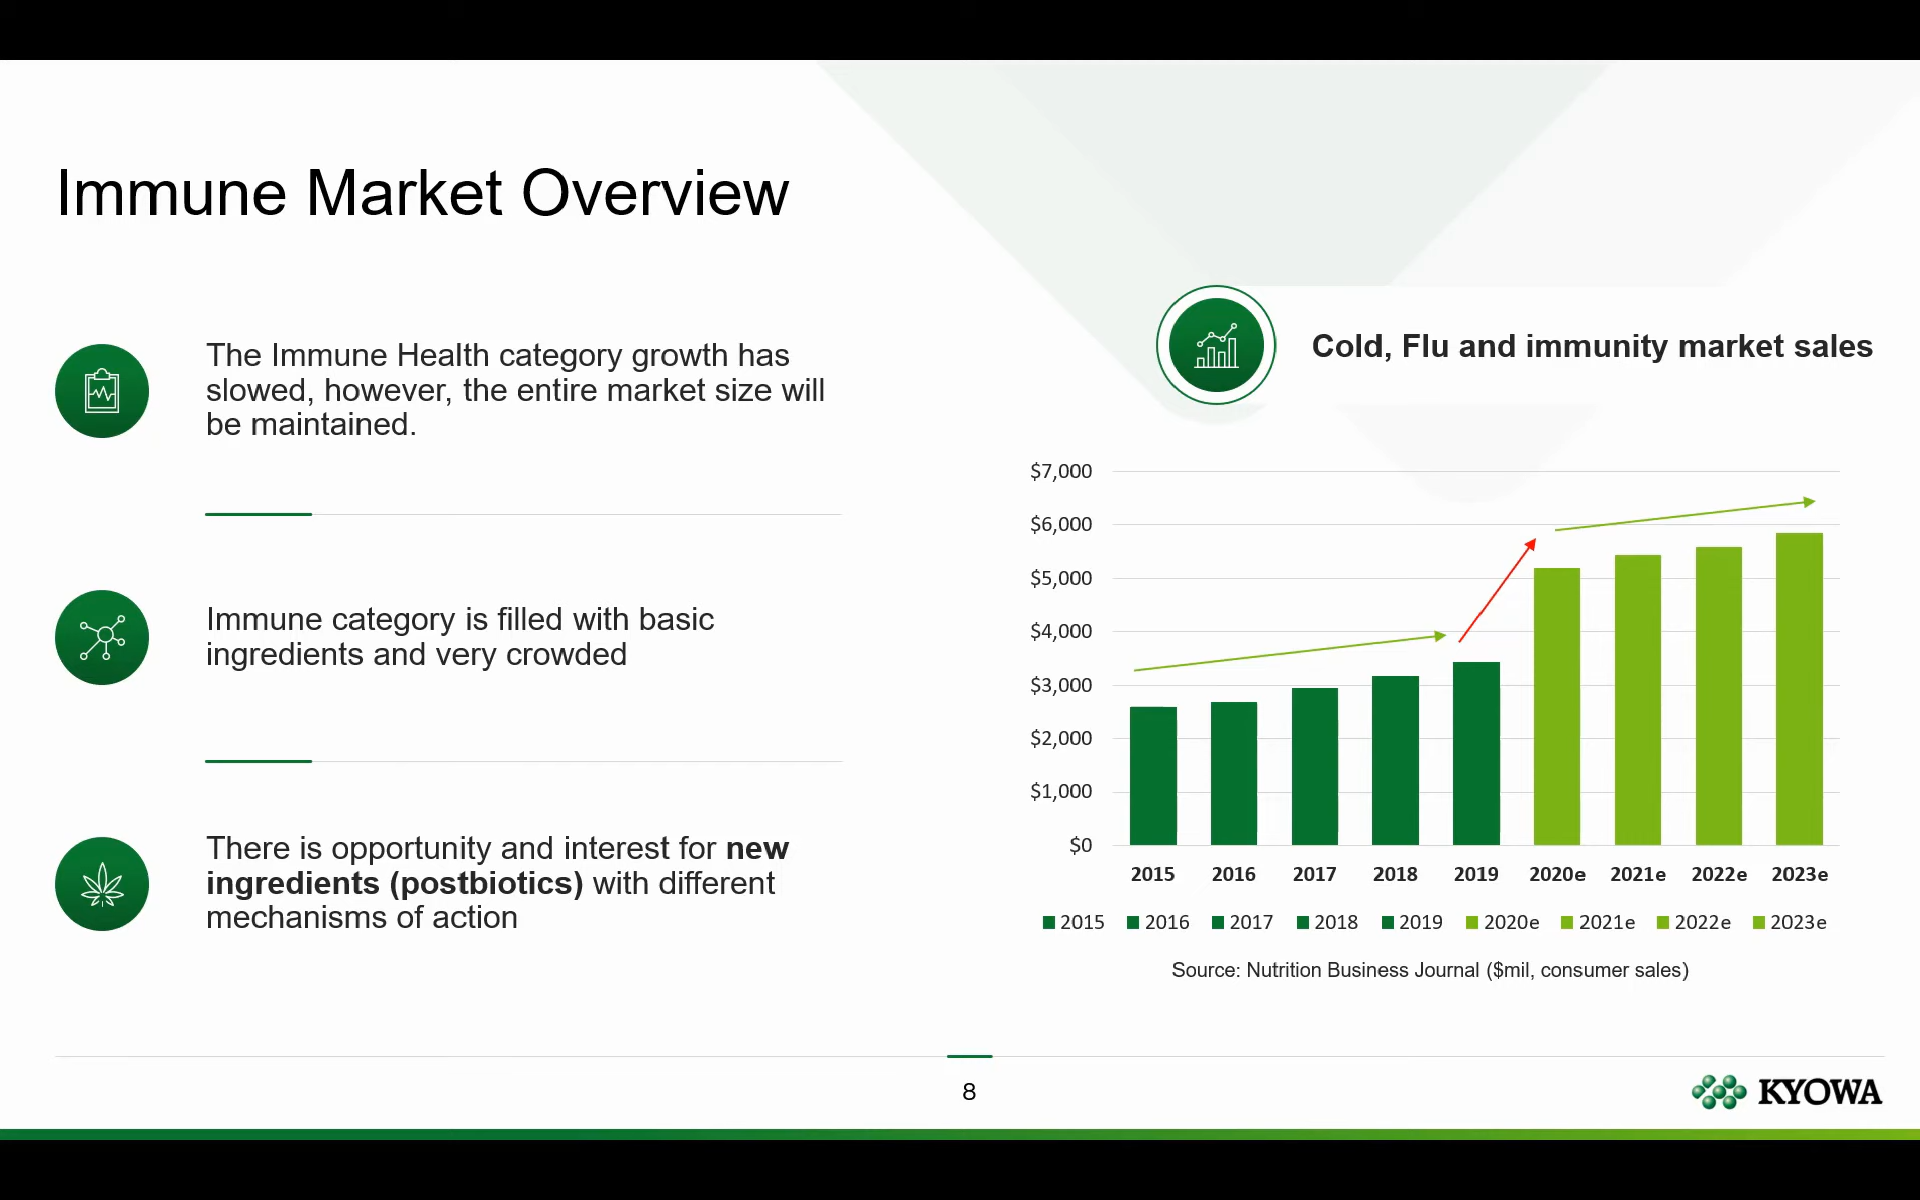 Immune Market Overview
The Immune Health category growth has
slowed, however, the entire market size will
be maintained.
Immune category is filled with basic
ingredients and very crowded
There is opportunity and interest for new
ingredients (postbiotics) with different
mechanisms of action
Cold, Flu and immunity market sales
$7,000
$6,000
$5,000
$4,000
$3,000
$2,000
$1,000
$0
2015 2016 2017 2018 2019 2020e 2021e 2022e 2023e
2015 2016 2017 2018 2019 2020e 2021e 2022e 2023e
Source: Nutrition Business Journal ($mil, consumer sales)
8
KYOWA